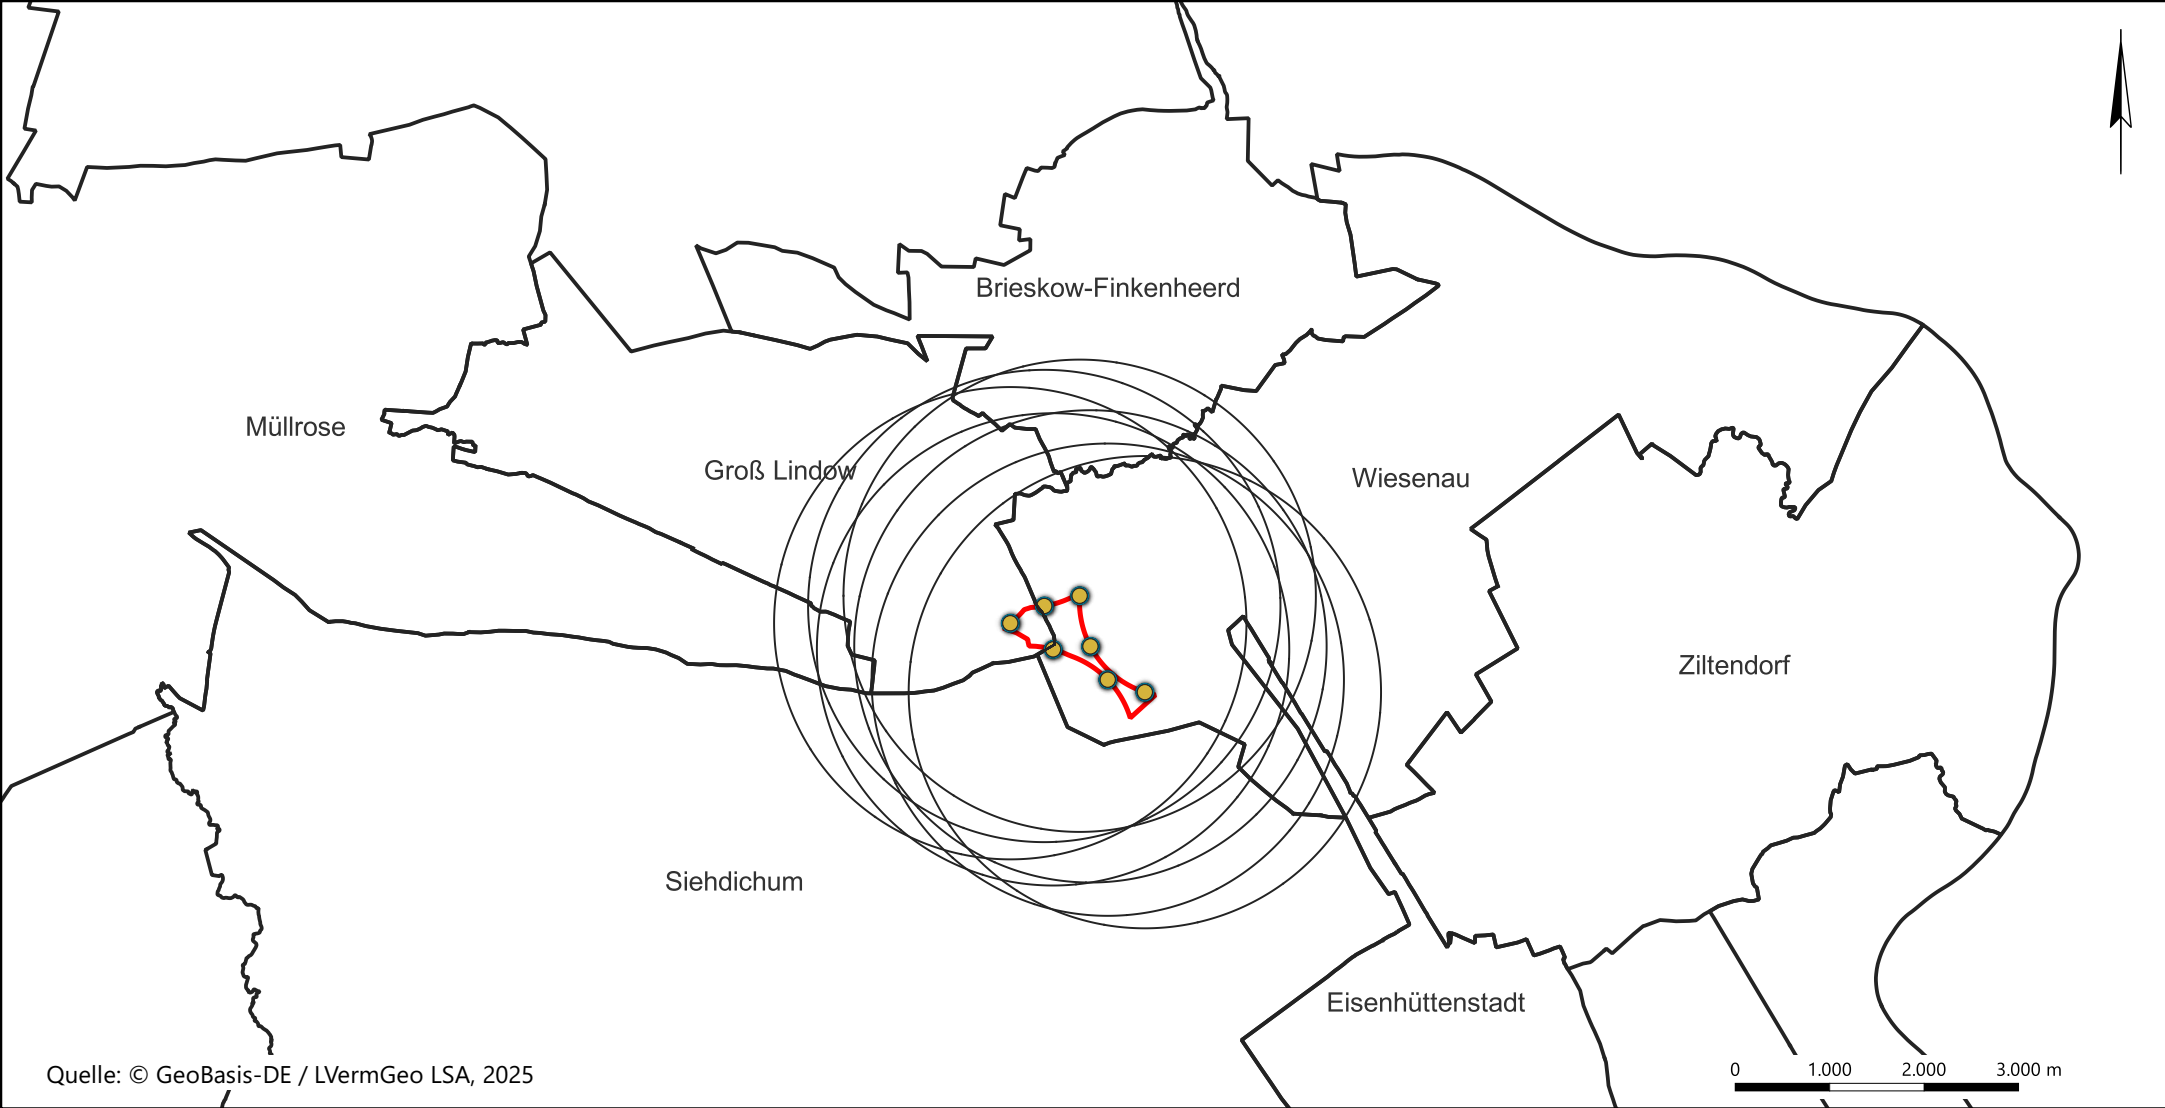 Brieskow-Finkenheerd
Müllrose
Groß Lindow
Wiesenau
Ziltendorf
Siehdichum
Eisenhüttenstadt
Quelle: © GeoBasis-DE / LVermGeo LSA, 2025
0 1.000 2.000 3.000 m